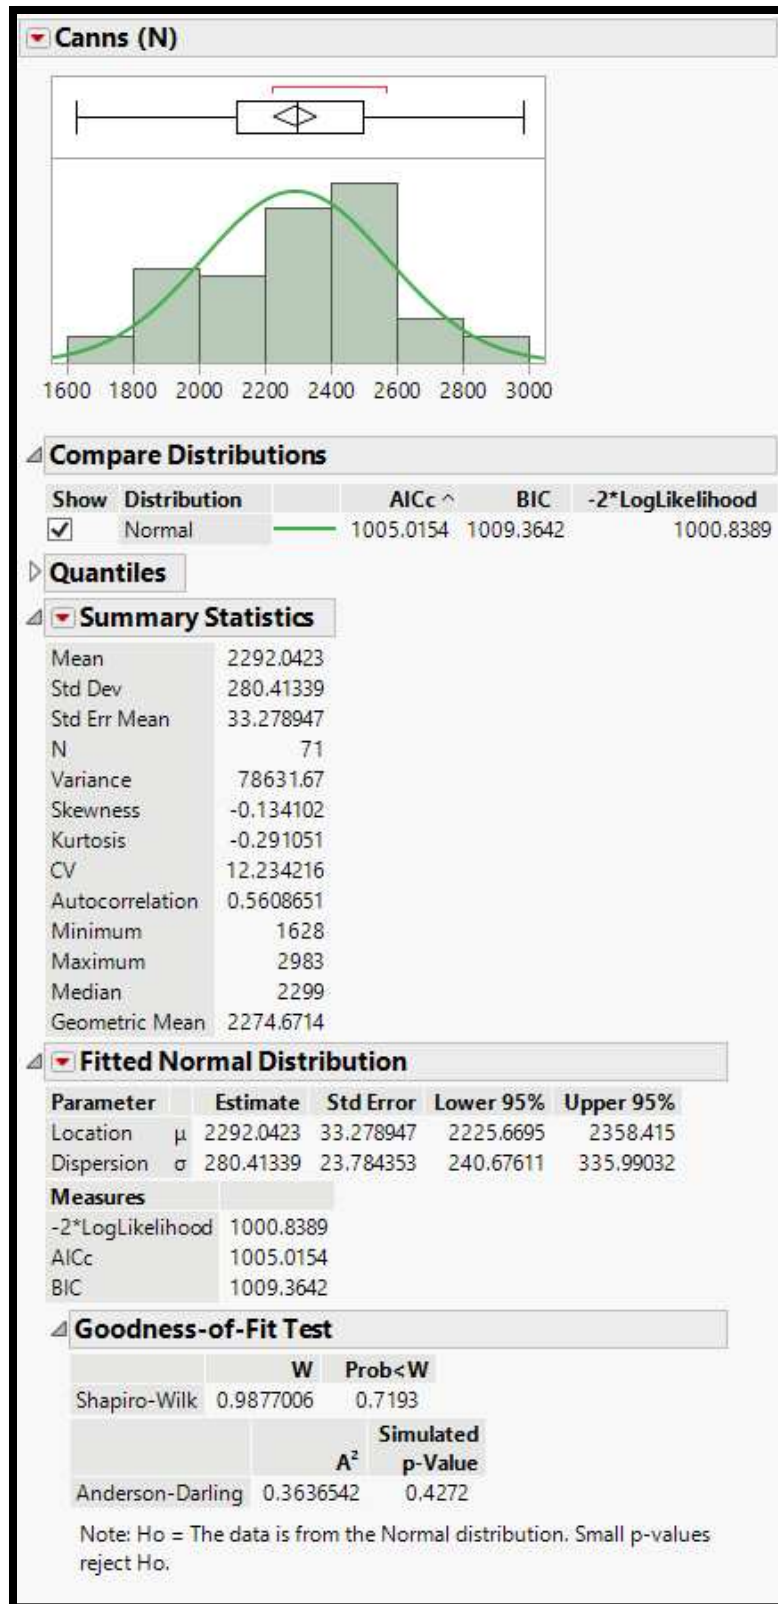 Canns (N)
1600 1800 2000 2200 2400 2600 2800 3000
Compare Distributions
Show Distribution AICc ^ BIC -2*LogLikelihood
Normal 1005.0154 1009.3642 1000.8389
Quantiles
Summary Statistics
Mean 2292.0423
Std Dev 280.41339
Std Err Mean 33.278947
N 71
Variance 78631.67
Skewness -0.134102
Kurtosis -0.291051
CV 12.234216
Autocorrelation 0.5608651
Minimum 1628
Maximum 2983
Median 2299
Geometric Mean 2274.6714
Fitted Normal Distribution
Parameter Estimate Std Error Lower 95% Upper 95%
Location μ 2292.0423 33.278947 2225.6695 2358.415
Dispersion σ 280.41339 23.784353 240.67611 335.99032
Measures
-2*LogLikelihood 1000.8389
AICc 1005.0154
BIC 1009.3642
Goodness-of-Fit Test
W Prob<W
Shapiro-Wilk 0.9877006 0.7193
Simulated
A² p-Value
Anderson-Darling 0.3636542 0.4272
Note: Ho = The data is from the Normal distribution. Small p-values
reject Ho.